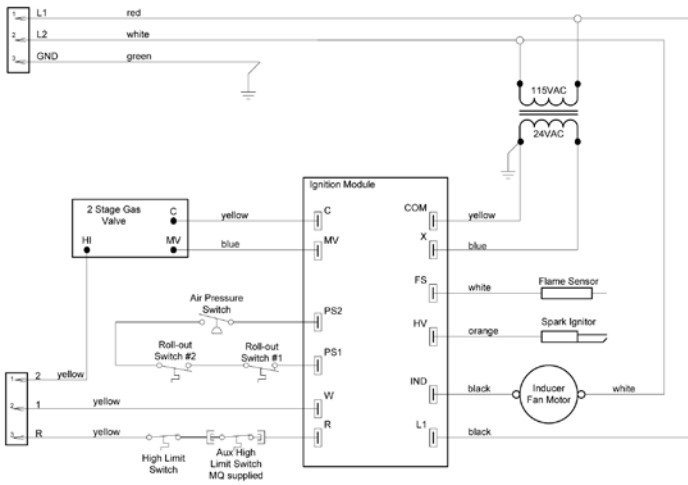 1 L1 red
2 L2 white
3 GND green
115VAC
24VAC
Ignition Module
2 Stage Gas
Valve
C
HI
MV
yellow
blue
C
MV
COM
yellow
X
blue
FS
white
Flame Sensor
HV
orange
Spark Ignitor
Air Pressure
Switch
PS2
Roll-out
Switch #2
Roll-out
Switch #1
PS1
IND
black
Inducer
Fan Motor
white
1 2 yellow
2 1 yellow
W
3 R yellow
R
L1
black
High Limit
Switch
Aux High
Limit Switch
MQ supplied